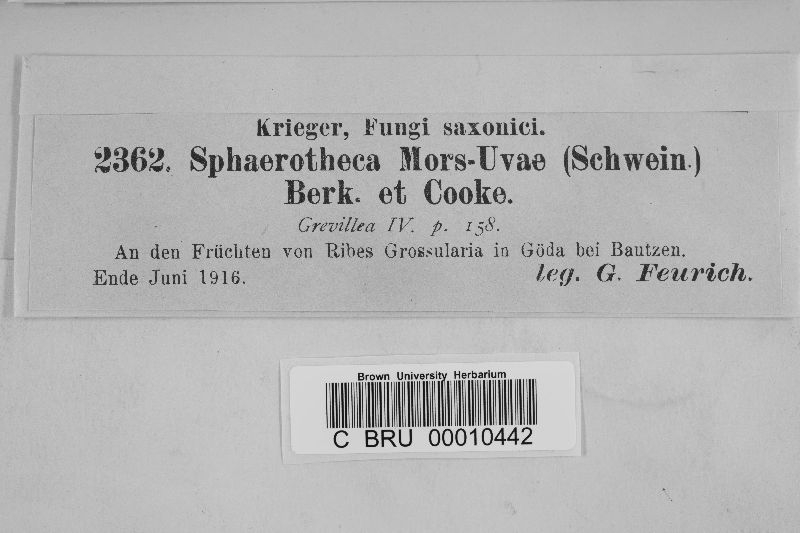 Krieger, Fungi saxonici.
2362. Sphaerotheca Mors-Uvae (Schwein.)
Berk. et Cooke.
Grevillea IV. p. 158.
An den Früchten von Ribes Grossularia in Göda bei Bautzen.
Ende Juni 1916. leg. G. Feurich.
Brown University Herbarium
C BRU 00010442